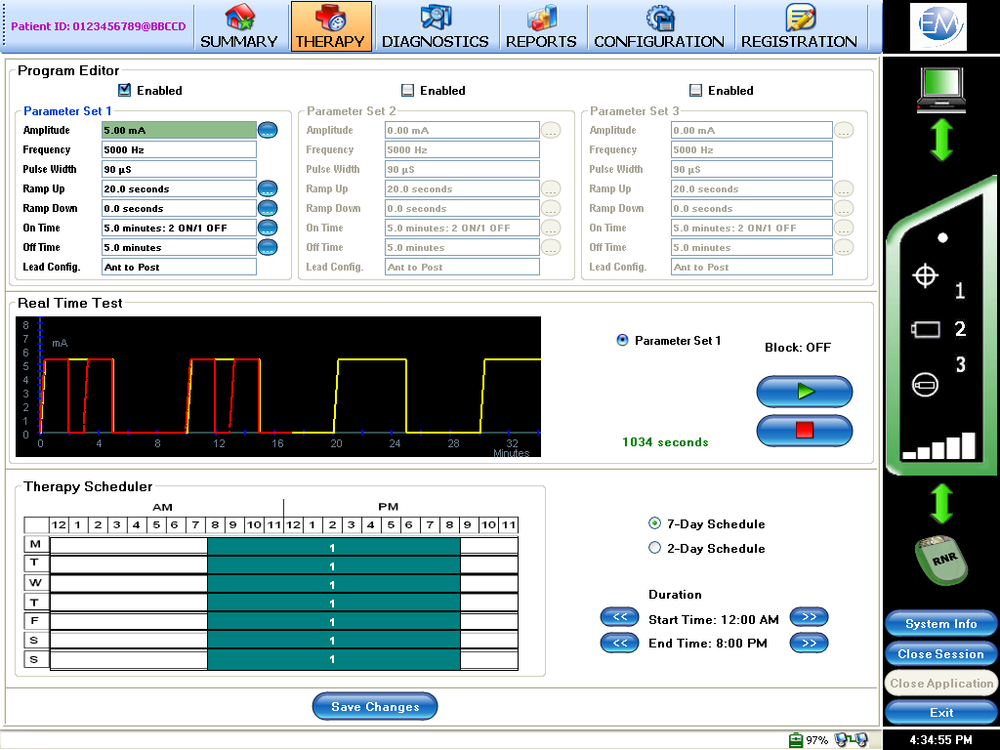 Patient ID: 0123456789@BBCCD
SUMMARY THERAPY DIAGNOSTICS REPORTS CONFIGURATION REGISTRATION
EM
Program Editor
Enabled Enabled Enabled
Parameter Set 1 Parameter Set 2 Parameter Set 3
Amplitude 5.00 mA ... Amplitude 0.00 mA ... Amplitude 0.00 mA ...
Frequency 5000 Hz Frequency 5000 Hz Frequency 5000 Hz
Pulse Width 90 µS Pulse Width 90 µS Pulse Width 90 µS
Ramp Up 20.0 seconds ... Ramp Up 20.0 seconds ... Ramp Up 20.0 seconds ...
Ramp Down 0.0 seconds ... Ramp Down 0.0 seconds ... Ramp Down 0.0 seconds ...
On Time 5.0 minutes: 2 ON/1 OFF ... On Time 5.0 minutes: 2 ON/1 OFF ... On Time 5.0 minutes: 2 ON/1 OFF ...
Off Time 5.0 minutes ... Off Time 5.0 minutes ... Off Time 5.0 minutes ...
Lead Config. Ant to Post Lead Config. Ant to Post Lead Config. Ant to Post
1
2
3
Real Time Test
8
7
6
5
4
3
2
1
0
mA
0 4 8 12 16 20 24 28 32
Minutes
Parameter Set 1
Block: OFF
1034 seconds
Therapy Scheduler
AM PM
12 1 2 3 4 5 6 7 8 9 10 11 12 1 2 3 4 5 6 7 8 9 10 11
M 1
T 1
W 1
T 1
F 1
S 1
S 1
7-Day Schedule
2-Day Schedule
Duration
<< Start Time: 12:00 AM >>
<< End Time: 8:00 PM >>
Save Changes
RNR
System Info
Close Session
Close Application
Exit
97%
4:34:55 PM